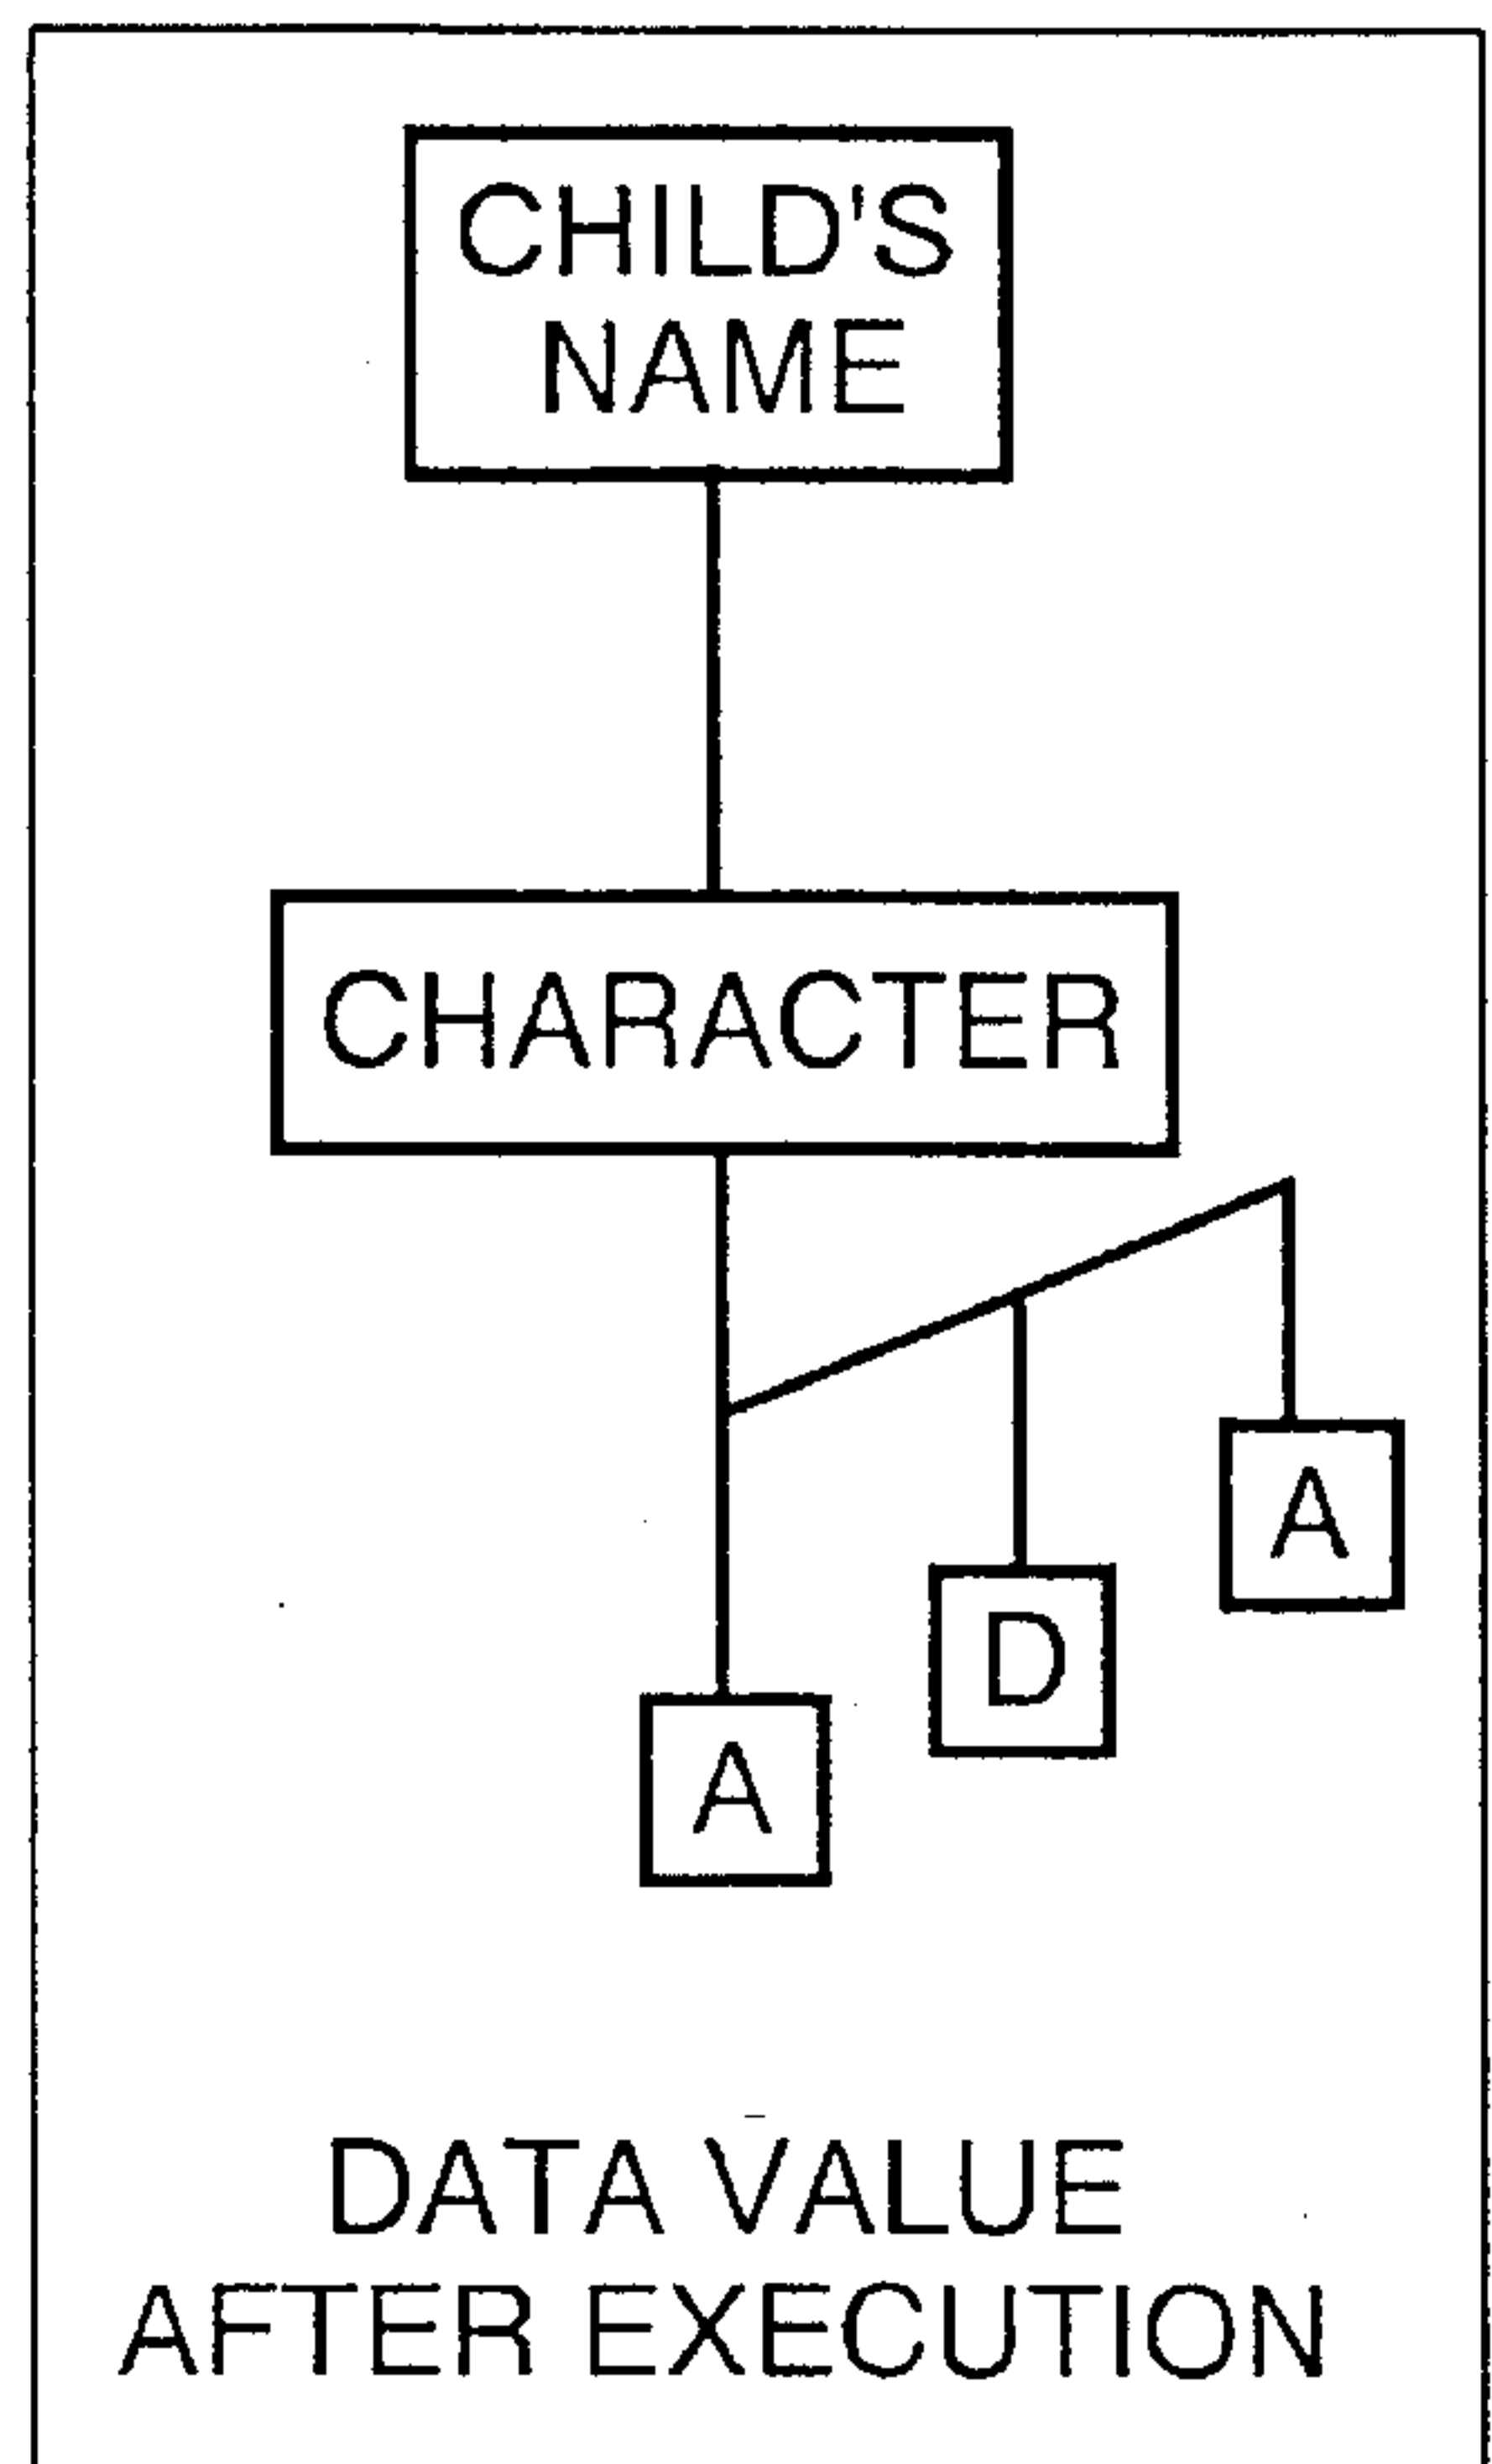 CHILD'S
NAME
CHARACTER
A
D
A
DATA VALUE
AFTER EXECUTION